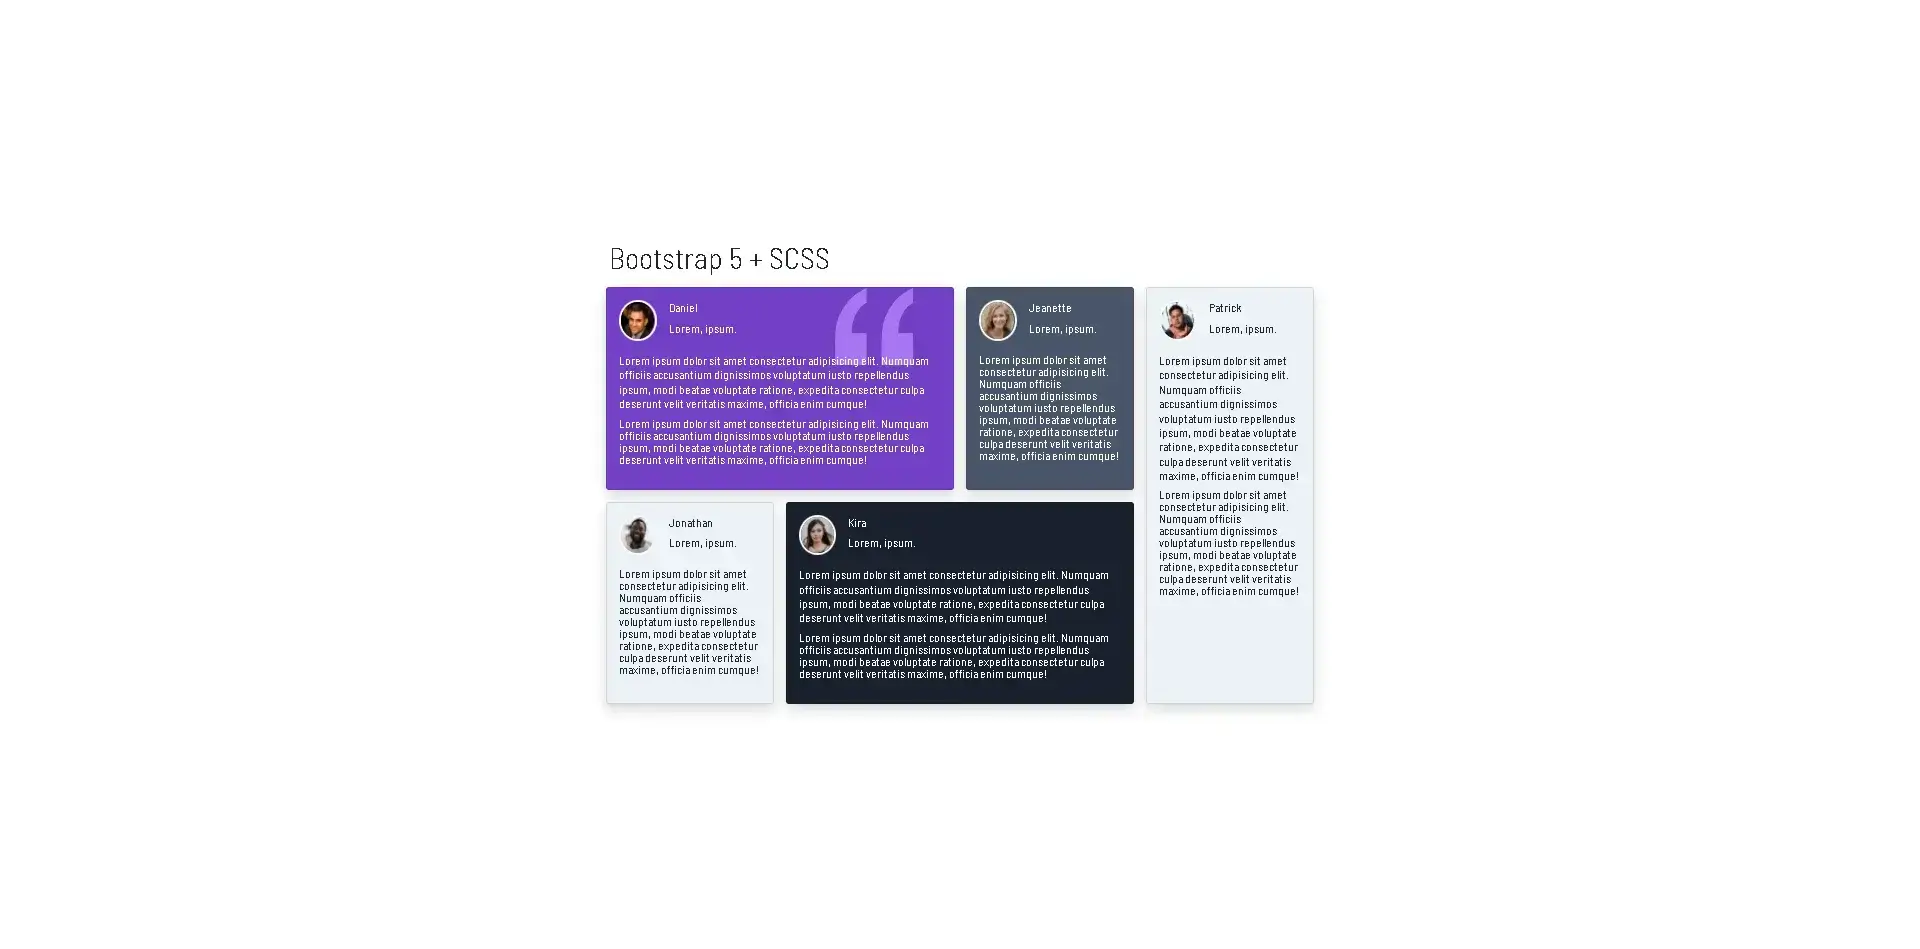 Bootstrap 5 + SCSS
Daniel
Lorem, ipsum.
Lorem ipsum dolor sit amet consectetur adipisicing elit. Numquam
officiis accusantium dignissimos voluptatum iusto repellendus
ipsum, modi beatae voluptate ratione, expedita consectetur culpa
deserunt velit veritatis maxime, officia enim cumque!
Lorem ipsum dolor sit amet consectetur adipisicing elit. Numquam
officiis accusantium dignissimos voluptatum iusto repellendus
ipsum, modi beatae voluptate ratione, expedita consectetur culpa
deserunt velit veritatis maxime, officia enim cumque!
Jeanette
Lorem, ipsum.
Lorem ipsum dolor sit amet
consectetur adipisicing elit.
Numquam officiis
accusantium dignissimos
voluptatum iusto repellendus
ipsum, modi beatae voluptate
ratione, expedita consectetur
culpa deserunt velit veritatis
maxime, officia enim cumque!
Patrick
Lorem, ipsum.
Lorem ipsum dolor sit amet
consectetur adipisicing elit.
Numquam officiis
accusantium dignissimos
voluptatum iusto repellendus
ipsum, modi beatae voluptate
ratione, expedita consectetur
culpa deserunt velit veritatis
maxime, officia enim cumque!
Lorem ipsum dolor sit amet
consectetur adipisicing elit.
Numquam officiis
accusantium dignissimos
voluptatum iusto repellendus
ipsum, modi beatae voluptate
ratione, expedita consectetur
culpa deserunt velit veritatis
maxime, officia enim cumque!
Jonathan
Lorem, ipsum.
Lorem ipsum dolor sit amet
consectetur adipisicing elit.
Numquam officiis
accusantium dignissimos
voluptatum iusto repellendus
ipsum, modi beatae voluptate
ratione, expedita consectetur
culpa deserunt velit veritatis
maxime, officia enim cumque!
Kira
Lorem, ipsum.
Lorem ipsum dolor sit amet consectetur adipisicing elit. Numquam
officiis accusantium dignissimos voluptatum iusto repellendus
ipsum, modi beatae voluptate ratione, expedita consectetur culpa
deserunt velit veritatis maxime, officia enim cumque!
Lorem ipsum dolor sit amet consectetur adipisicing elit. Numquam
officiis accusantium dignissimos voluptatum iusto repellendus
ipsum, modi beatae voluptate ratione, expedita consectetur culpa
deserunt velit veritatis maxime, officia enim cumque!